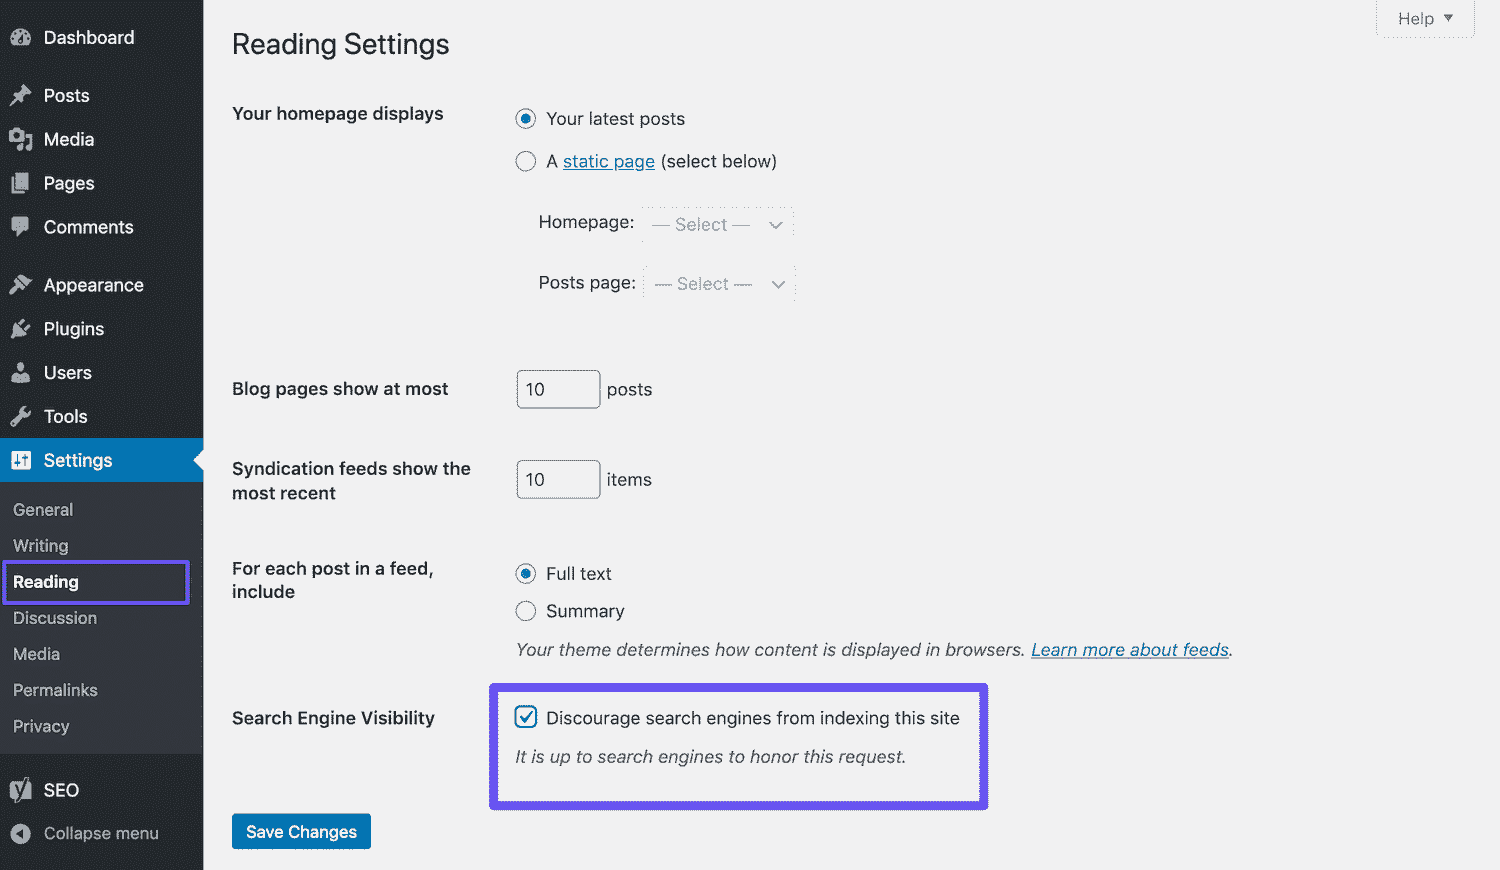 Dashboard
Posts
Media
Pages
Comments
Appearance
Plugins
Users
Tools
Settings
General
Writing
Reading
Discussion
Media
Permalinks
Privacy
SEO
Collapse menu
Help
Reading Settings
Your homepage displays
Your latest posts
A static page (select below)
Homepage: — Select —
Posts page: — Select —
Blog pages show at most
10 posts
Syndication feeds show the
most recent
10 items
For each post in a feed,
include
Full text
Summary
Your theme determines how content is displayed in browsers. Learn more about feeds.
Search Engine Visibility
Discourage search engines from indexing this site
It is up to search engines to honor this request.
Save Changes